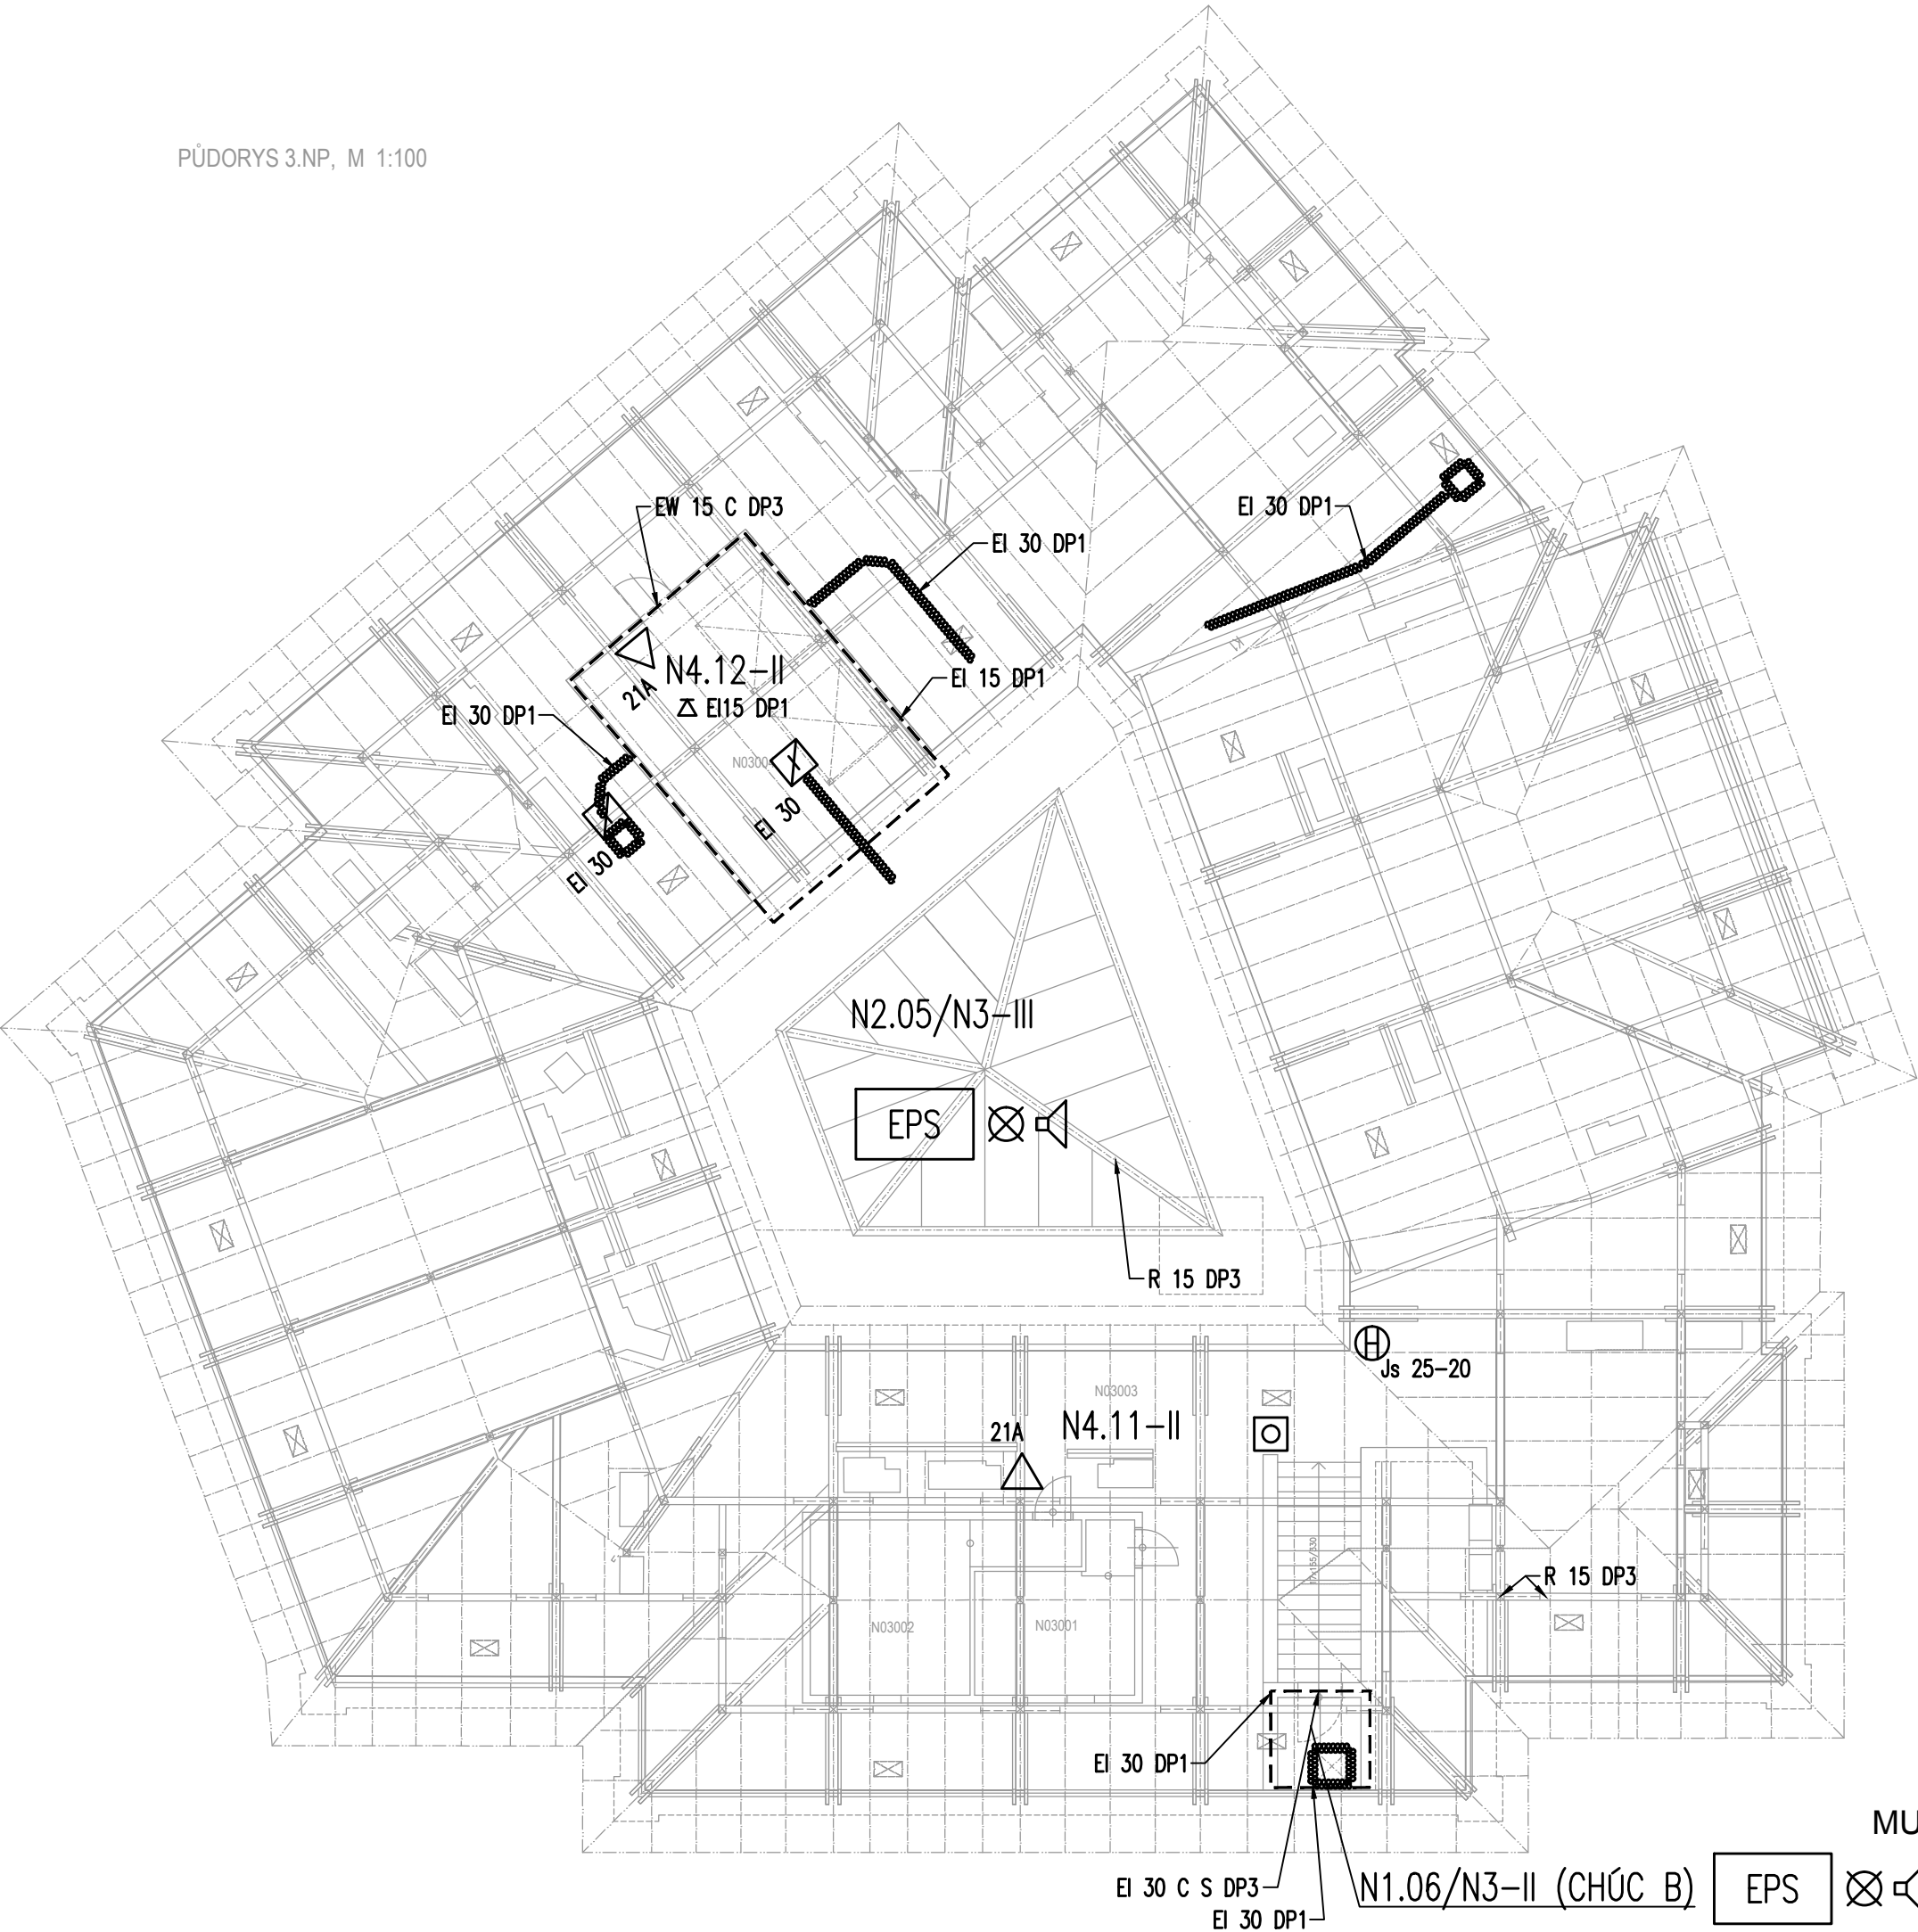 PŮDORYS 3.NP, M 1:100
EW 15 C DP3
EI 30 DP1
EI 30 DP1
N4.12-II
21A
EI15 DP1
EI 15 DP1
EI 30 DP1
EI 30
EI 30
N2.05/N3-III
EPS
R 15 DP3
H
Js 25-20
N03003
N4.11-II
21A
R 15 DP3
N03002
N03001
EI 30 DP1
MU
EI 30 C S DP3
N1.06/N3-II (CHÚC B)
EPS
EI 30 DP1